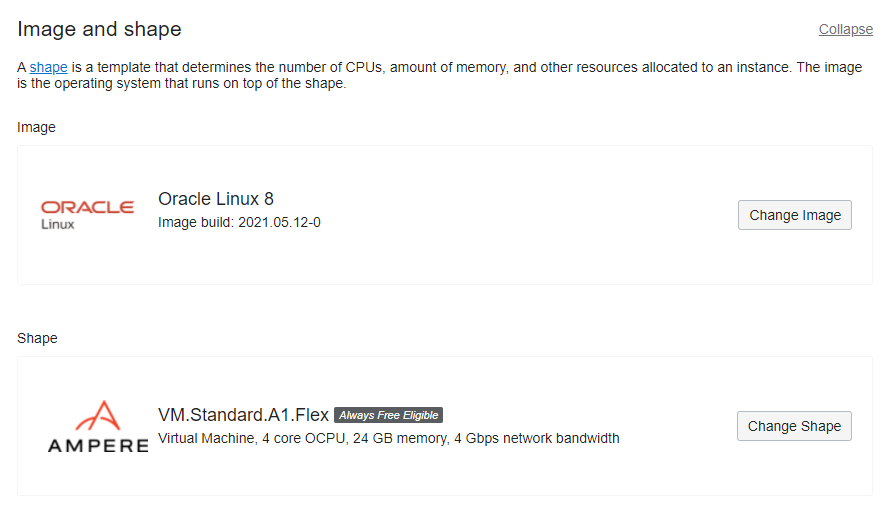 Image and shape
Collapse
A shape is a template that determines the number of CPUs, amount of memory, and other resources allocated to an instance. The image
is the operating system that runs on top of the shape.
Image
ORACLE
Linux
Oracle Linux 8
Image build: 2021.05.12-0
Change Image
Shape
AMPERE
VM.Standard.A1.Flex Always Free Eligible
Virtual Machine, 4 core OCPU, 24 GB memory, 4 Gbps network bandwidth
Change Shape